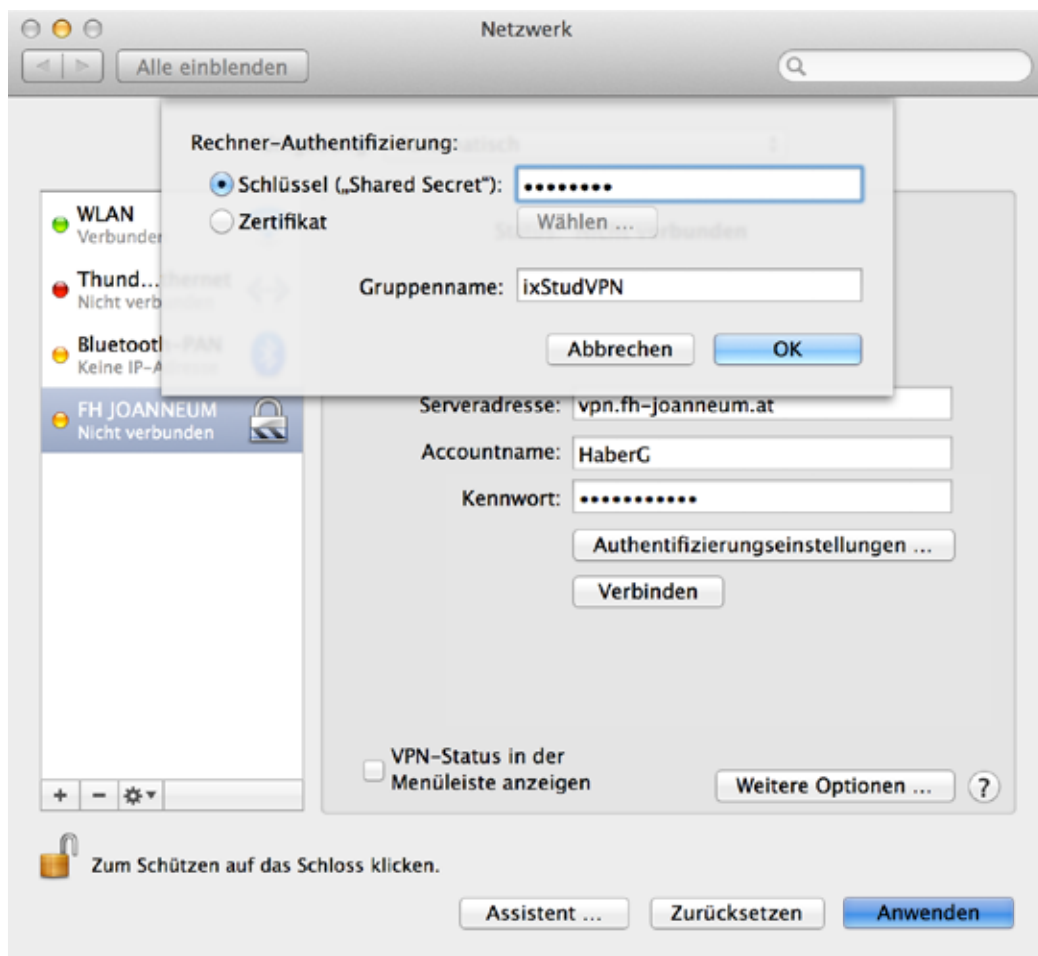 Netzwerk
Alle einblenden
Rechner-Authentifizierung:
Schlüssel („Shared Secret“): ••••••••
Zertifikat
Wählen ...
Gruppenname: ixStudVPN
Abbrechen
OK
WLAN
Verbunden
Thund...thernet
Nicht verbunden
Bluetooth-PAN
Keine IP-Adresse
FH JOANNEUM
Nicht verbunden
Serveradresse: vpn.fh-joanneum.at
Accountname: HaberG
Kennwort: •••••••••••
Authentifizierungseinstellungen ...
Verbinden
VPN-Status in der
Menüleiste anzeigen
Weitere Optionen ...
?
+ −
Zum Schützen auf das Schloss klicken.
Assistent ...
Zurücksetzen
Anwenden